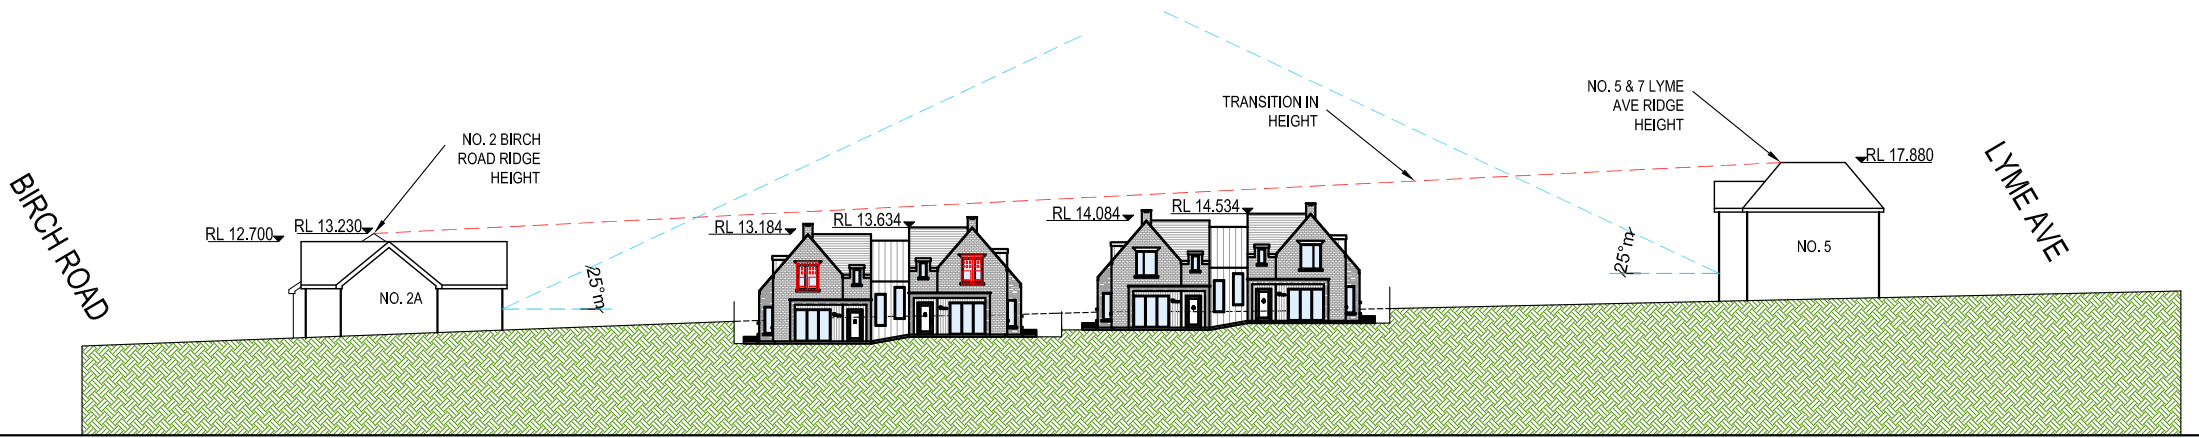 BIRCH ROAD
RL 12.700
RL 13.230
NO. 2 BIRCH
ROAD RIDGE
HEIGHT
NO. 2A
25°m
RL 13.184
RL 13.634
RL 14.084
RL 14.534
TRANSITION IN
HEIGHT
NO. 5 & 7 LYME
AVE RIDGE
HEIGHT
RL 17.880
25°m
NO. 5
LYME AVE